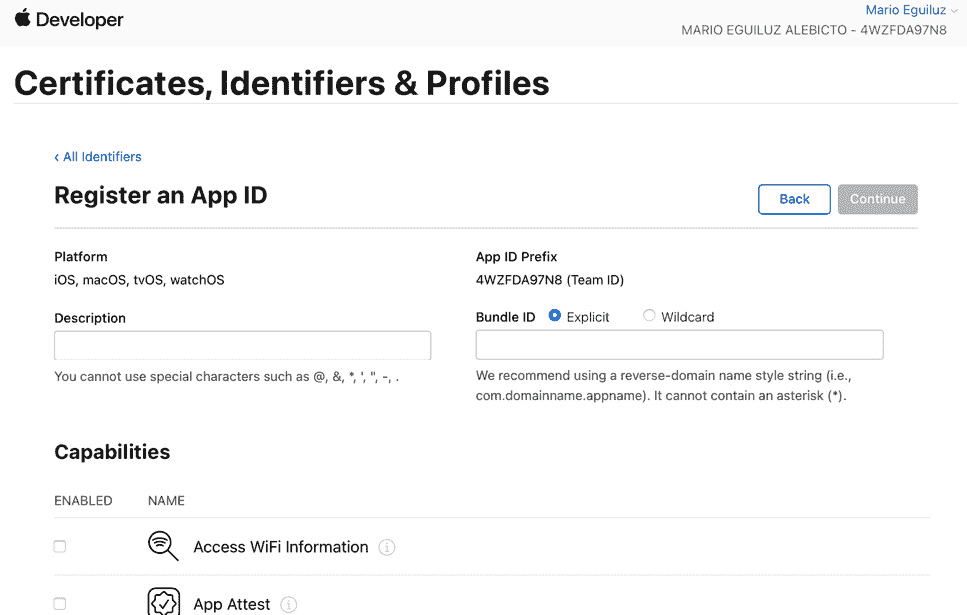 Developer
Mario Eguiluz
MARIO EGUILUZ ALEBICTO - 4WZFDA97N8
Certificates, Identifiers & Profiles
‹ All Identifiers
Register an App ID
Back
Continue
Platform
iOS, macOS, tvOS, watchOS
App ID Prefix
4WZFDA97N8 (Team ID)
Description
You cannot use special characters such as @, &, *, ', ", -, .
Bundle ID Explicit Wildcard
We recommend using a reverse-domain name style string (i.e.,
com.domainname.appname). It cannot contain an asterisk (*).
Capabilities
ENABLED NAME
Access WiFi Information
App Attest